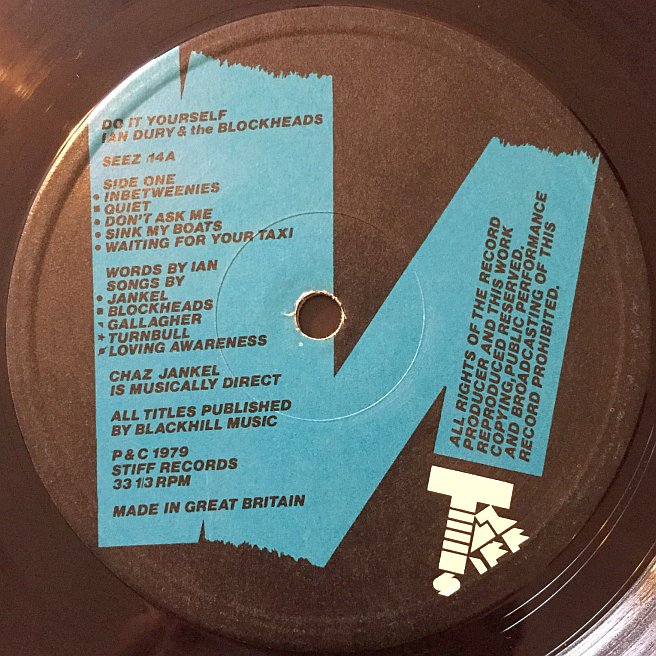 DO IT YOURSELF
IAN DURY & the BLOCKHEADS
SEEZ 14A
SIDE ONE
• INBETWEENIES
■ QUIET
• DON'T ASK ME
• SINK MY BOATS
• WAITING FOR YOUR TAXI
WORDS BY IAN
SONGS BY
• JANKEL
■ BLOCKHEADS
GALLAGHER
★ TURNBULL
LOVING AWARENESS
CHAZ JANKEL
IS MUSICALLY DIRECT
ALL TITLES PUBLISHED
BY BLACKHILL MUSIC
P & C 1979
STIFF RECORDS
33 1/3 RPM
MADE IN GREAT BRITAIN
ALL RIGHTS OF THE RECORD
PRODUCER AND THIS WORK
REPRODUCED RESERVED.
COPYING, PUBLIC PERFORMANCE
AND BROADCASTING OF THIS
RECORD PROHIBITED.
STIFF